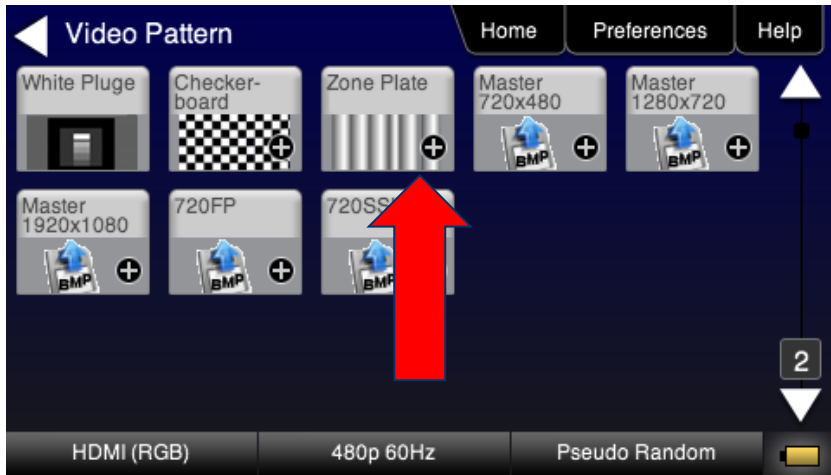 Video Pattern
Home
Preferences
Help
White Pluge
Checker-
board
Zone Plate
Master
720x480
Master
1280x720
BMP
BMP
Master
1920x1080
720FP
BMP
BMP
BMP
2
HDMI (RGB)
480p 60Hz
Pseudo Random